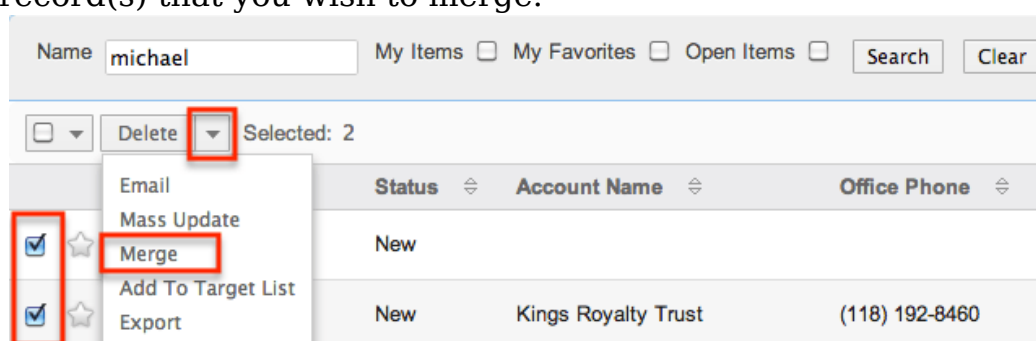 record(s) that you wish to merge.
Name michael My Items My Favorites Open Items Search Clear
Delete Selected: 2
Email
Status Account Name Office Phone
Mass Update
New
Merge
Add To Target List
New Kings Royalty Trust (118) 192-8460
Export